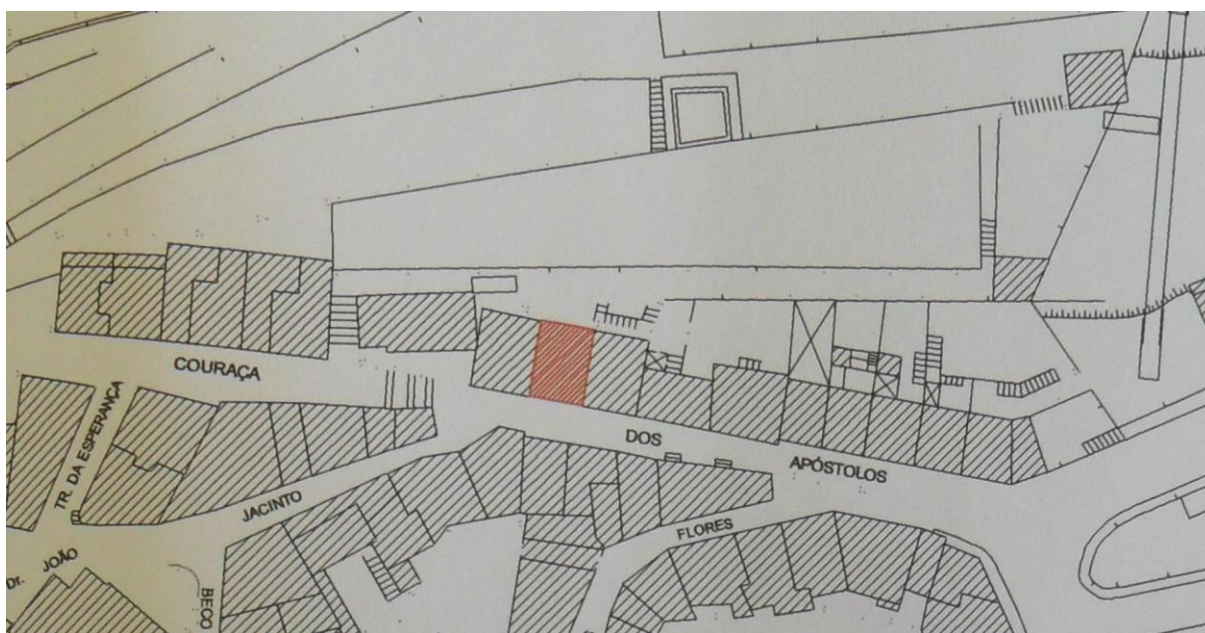 COURAÇA
DOS
APÓSTOLOS
TR. DA ESPERANÇA
JACINTO
FLORES
Dr. JOÃO
BECO